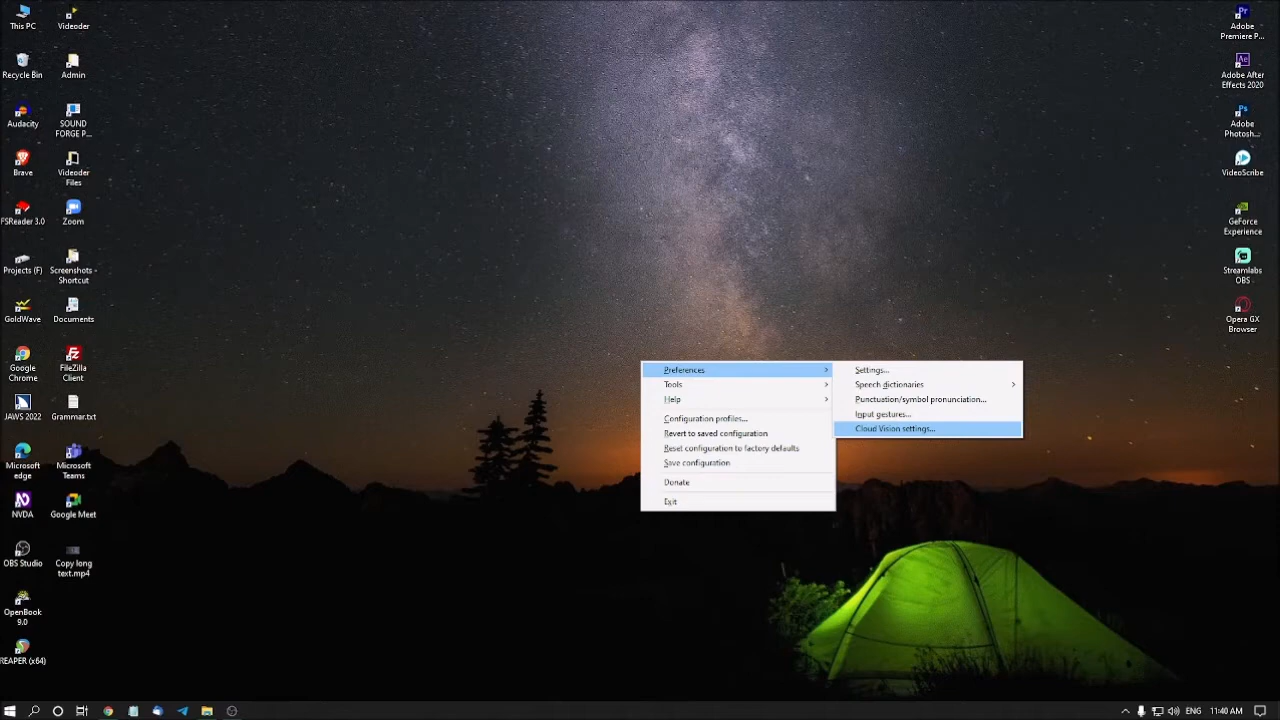 This PC
Videoder
Recycle Bin
Admin
Audacity
SOUND
FORGE P...
Brave
Videoder
Files
FSReader 3.0
Zoom
Projects (F)
Screenshots -
Shortcut
GoldWave
Documents
Google
Chrome
FileZilla
Client
JAWS 2022
Grammar.txt
Microsoft
edge
Microsoft
Teams
NVDA
Google Meet
OBS Studio
Copy long
text.mp4
OpenBook
9.0
REAPER (x64)
Preferences
Tools
Help
Configuration profiles...
Revert to saved configuration
Reset configuration to factory defaults
Save configuration
Donate
Exit
Settings...
Speech dictionaries
Punctuation/symbol pronunciation...
Input gestures...
Cloud Vision settings...
Pr
Adobe
Premiere P...
Ae
Adobe After
Effects 2020
Ps
Adobe
Photosh...
VideoScribe
GeForce
Experience
Streamlabs
OBS
Opera GX
Browser
ENG
11:40 AM